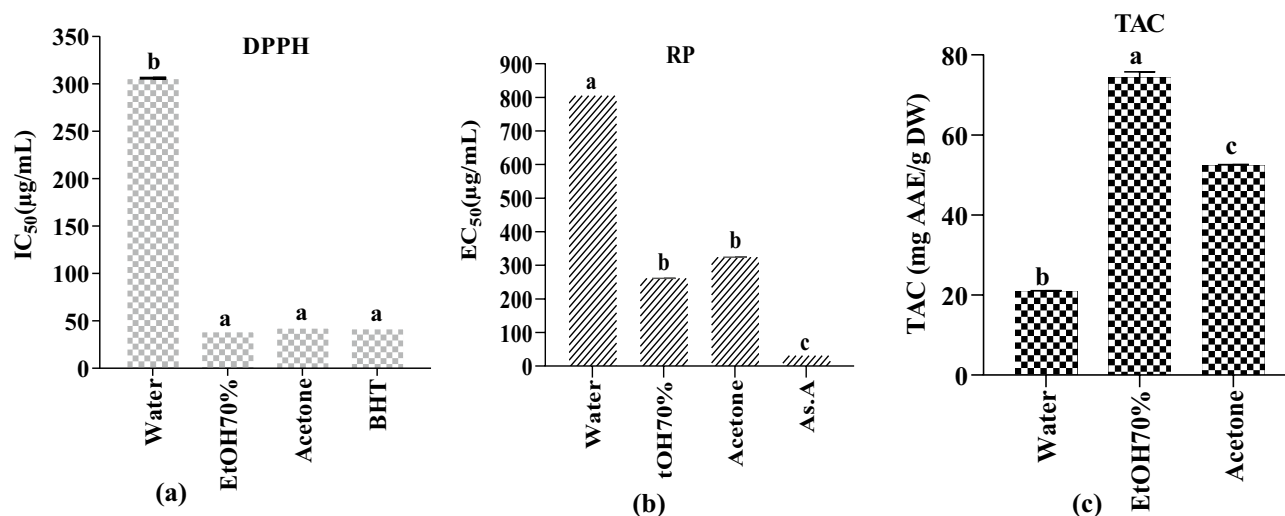 DPPH
IC50(µg/mL)
350
300
250
200
150
100
50
0
b
a
a
a
Water
EtOH70%
Acetone
BHT
(a)
RP
EC50(µg/mL)
900
800
700
600
500
400
300
200
100
0
a
b
b
c
Water
tOH70%
Acetone
As.A
(b)
TAC
TAC (mg AAE/g DW)
80
60
40
20
0
b
a
c
Water
EtOH70%
Acetone
(c)